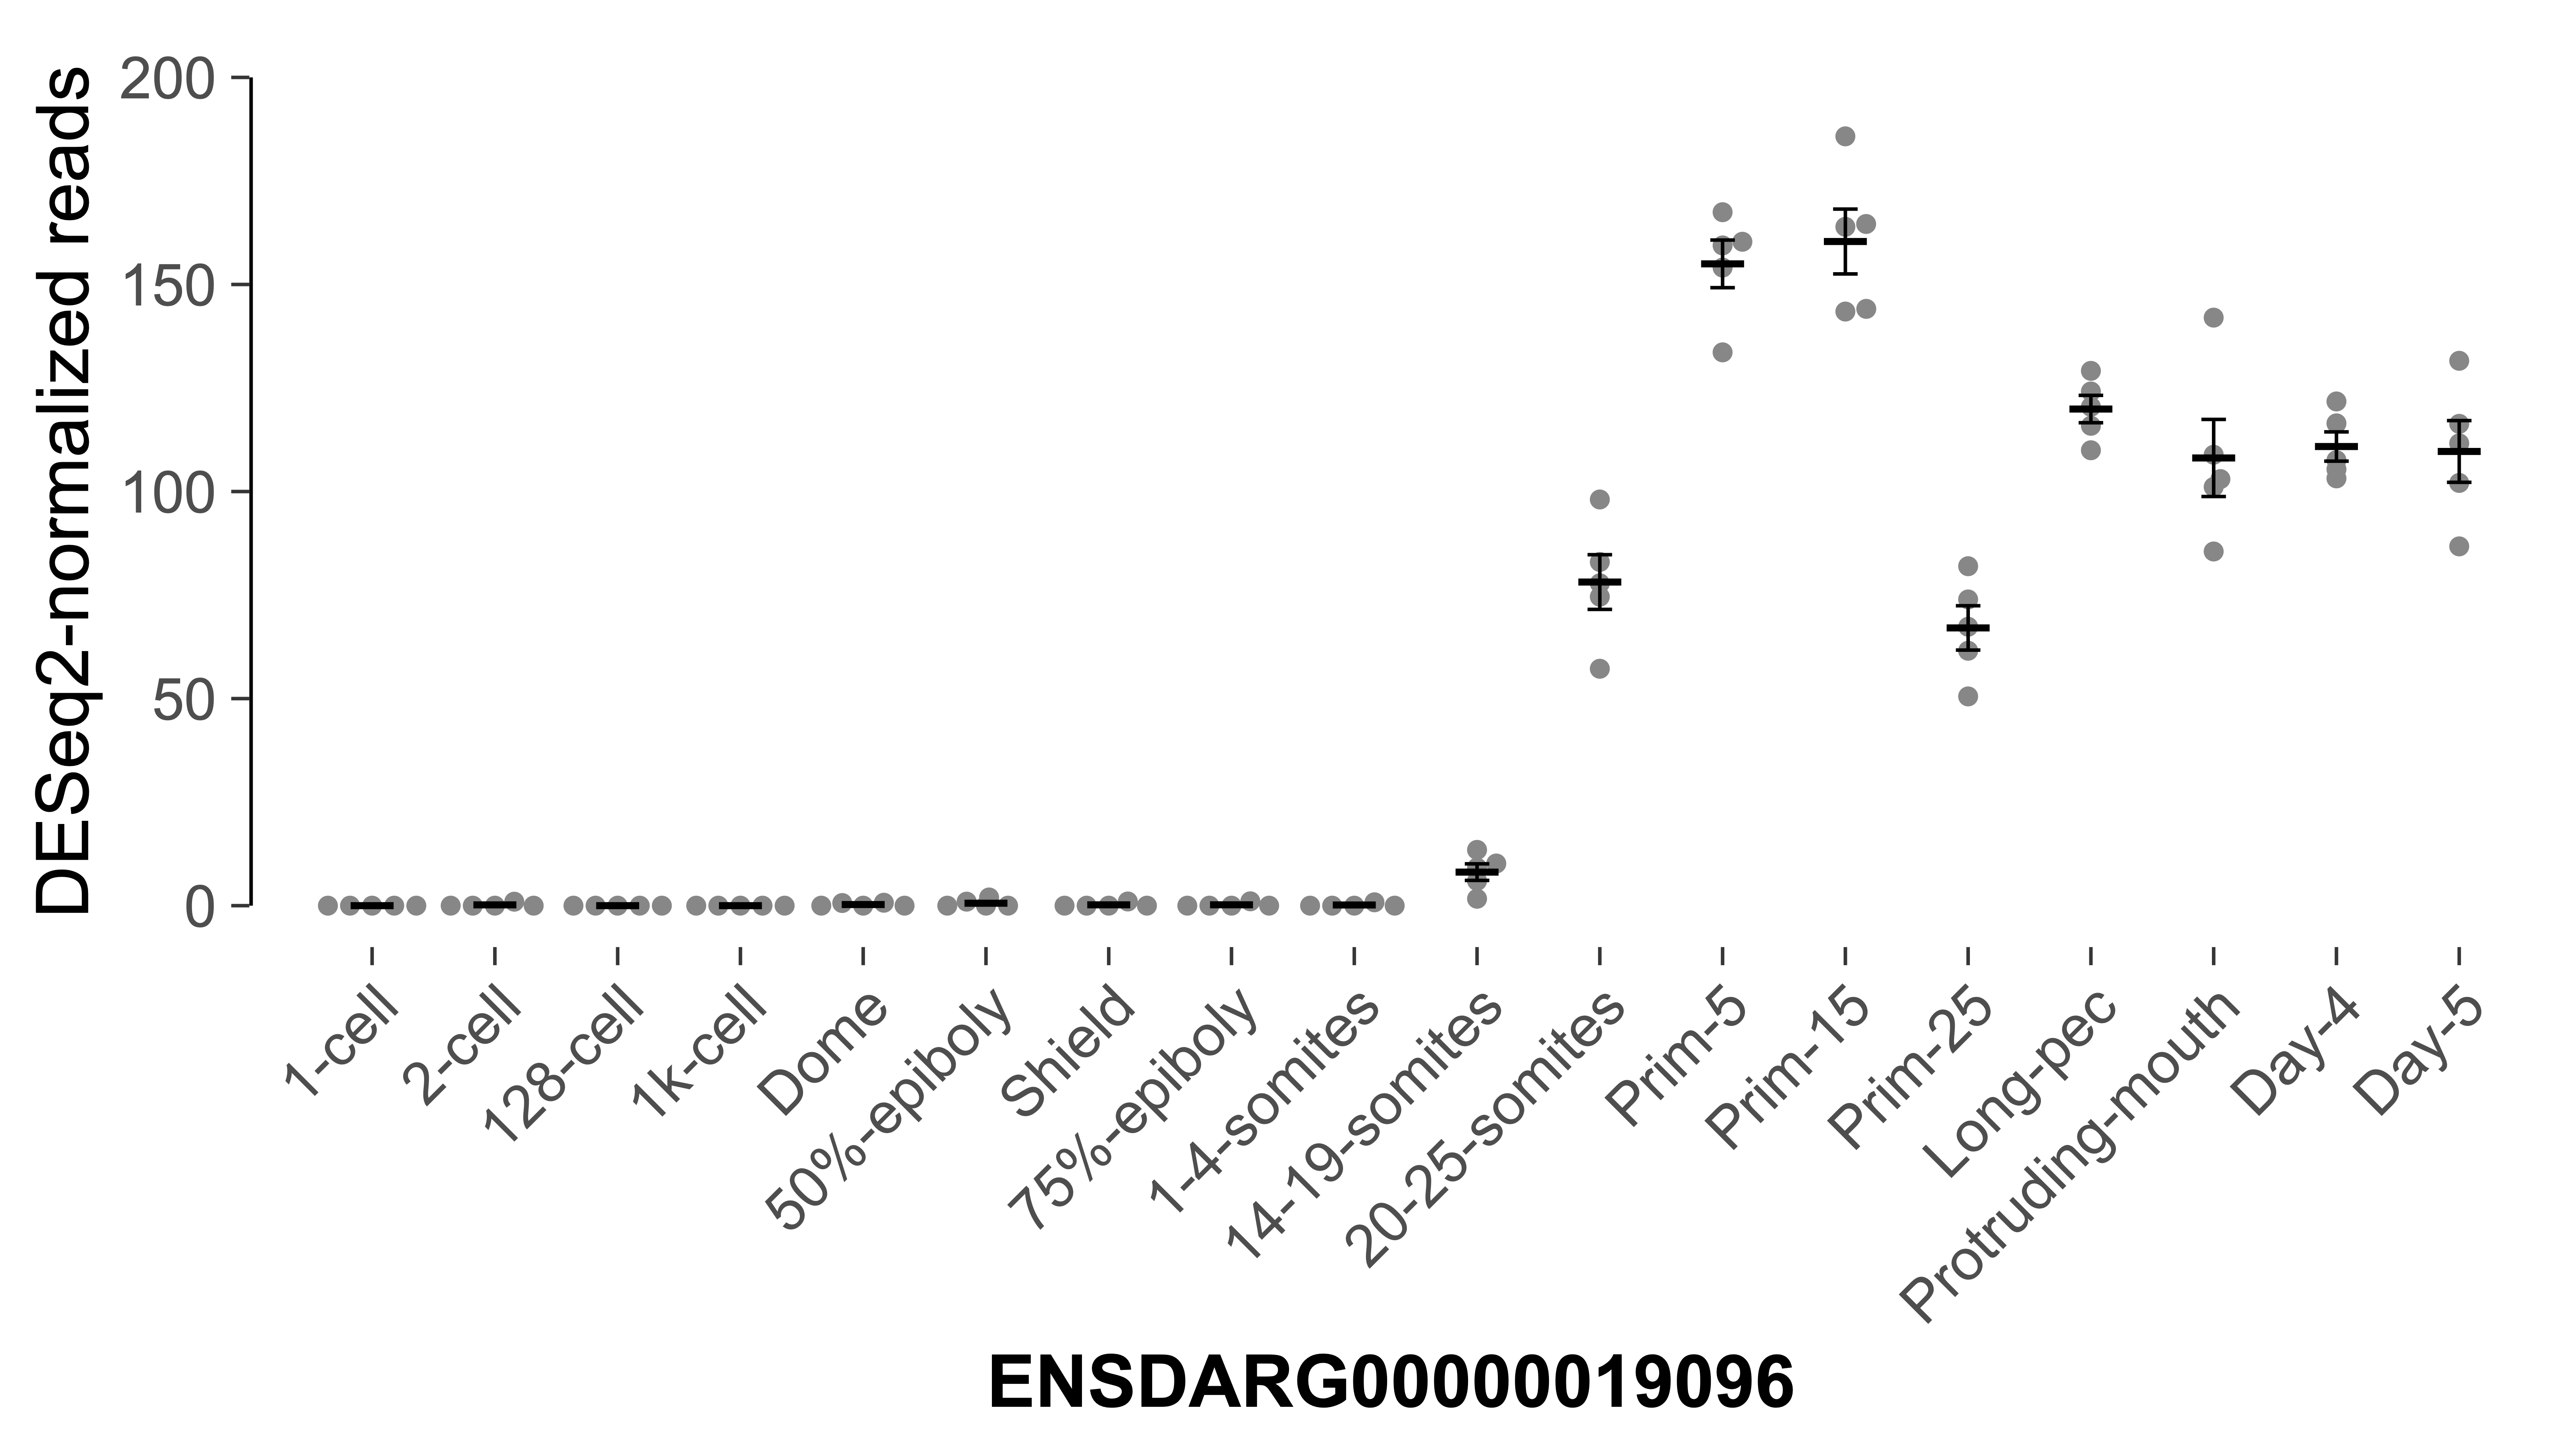 DESeq2-normalized reads
200
150
100
50
0
1-cell
2-cell
128-cell
1k-cell
Dome
50%-epiboly
Shield
75%-epiboly
1-4-somites
14-19-somites
20-25-somites
Prim-5
Prim-15
Prim-25
Long-pec
Protruding-mouth
Day-4
Day-5
ENSDARG00000019096